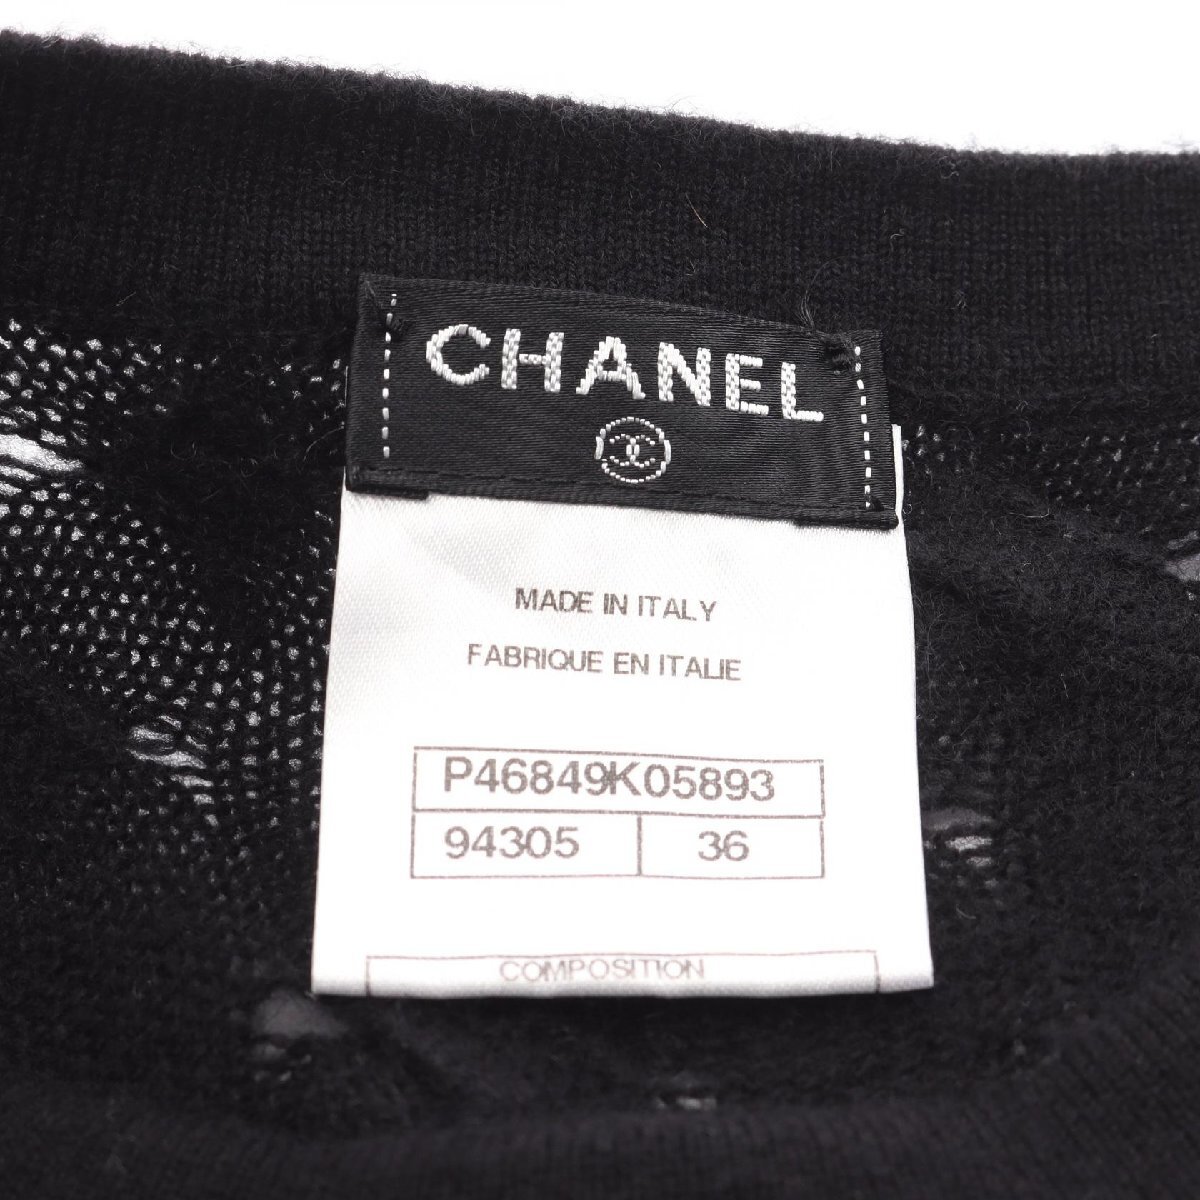 CHANEL
MADE IN ITALY
FABRIQUE EN ITALIE
P46849K05893
94305 36
COMPOSITION